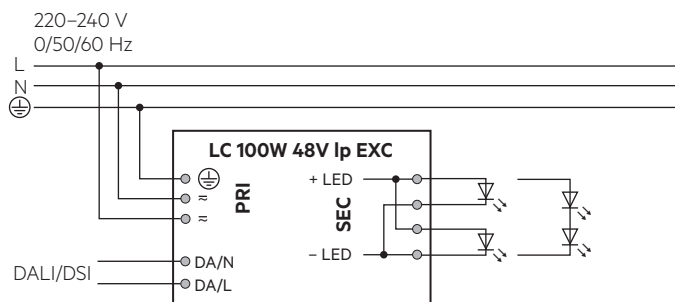 220–240 V
0/50/60 Hz
L
N
LC 100W 48V lp EXC
PRI
≂
≂
+ LED
SEC
– LED
DALI/DSI
DA/N
DA/L